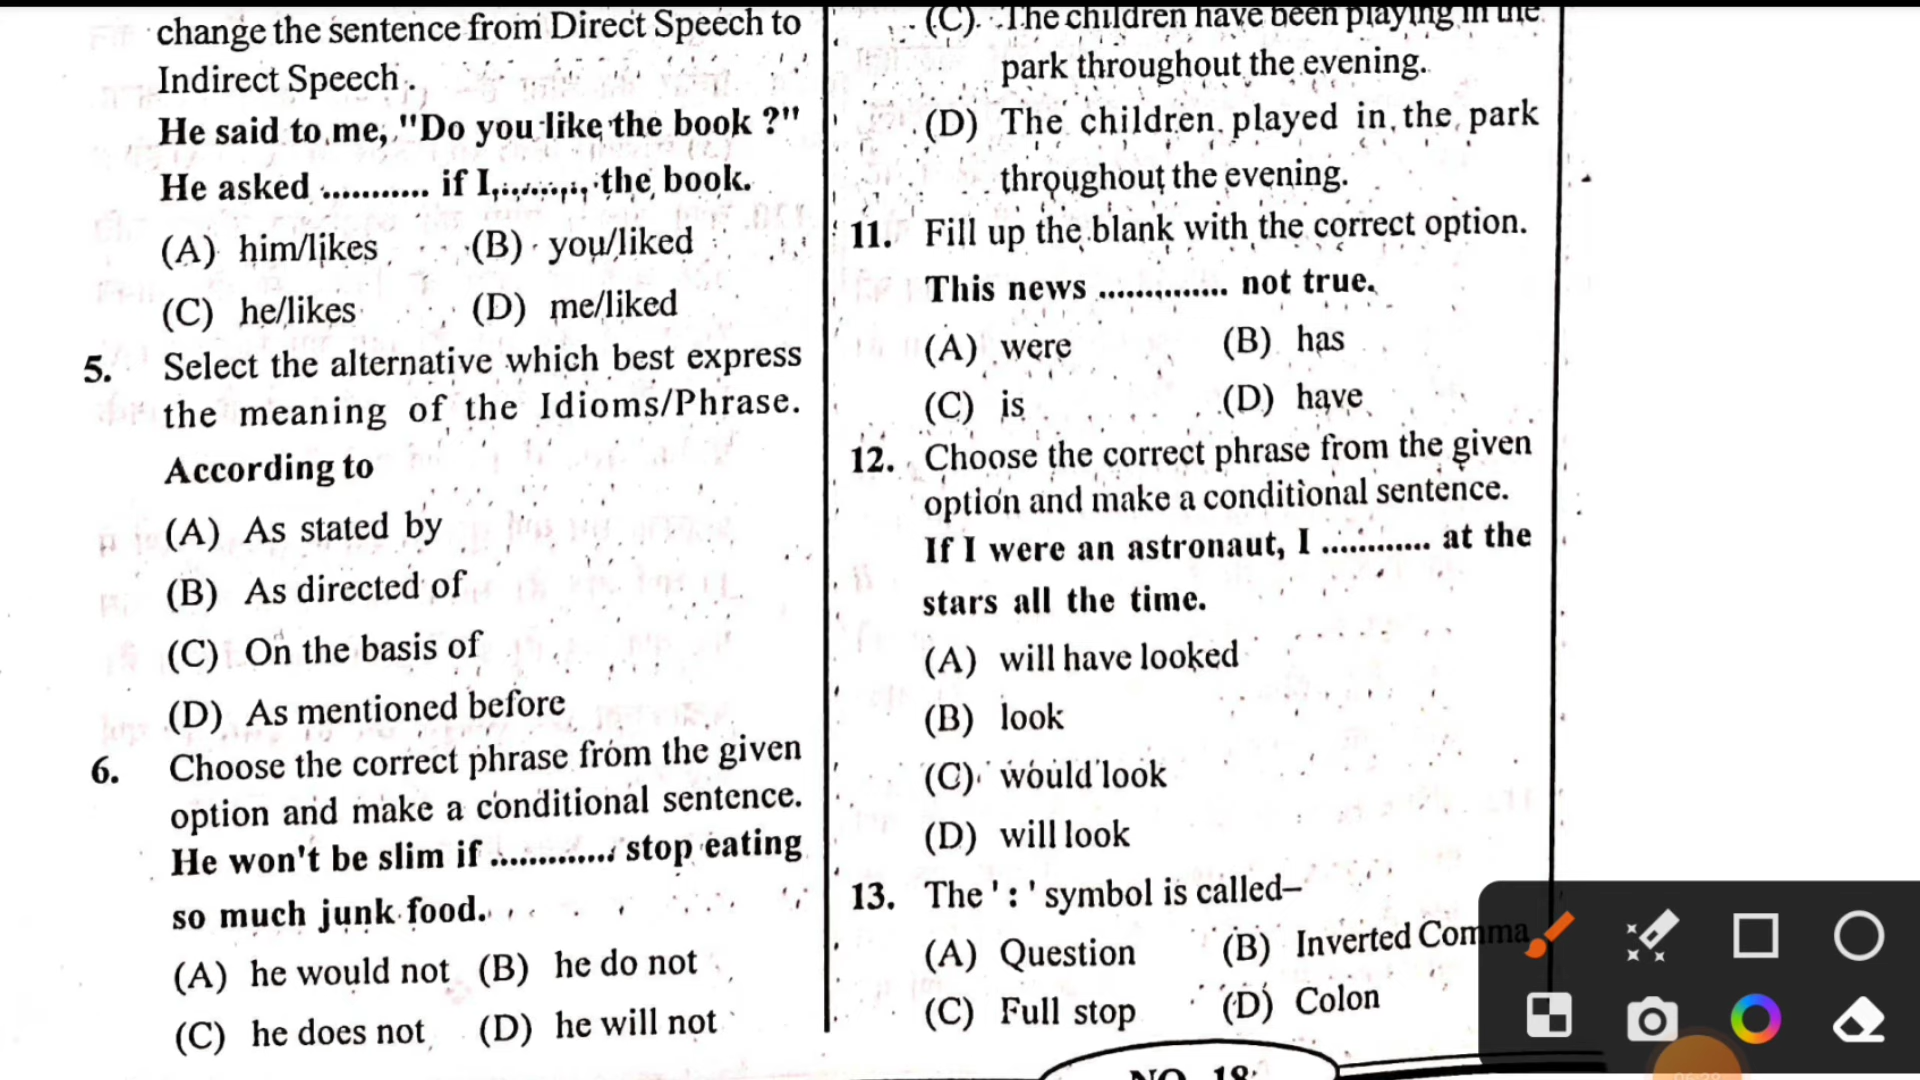 change the sentence from Direct Speech to
Indirect Speech.
He said to me, "Do you like the book ?"
He asked ........... if I, .........., the book.
(A) him/likes (B) you/liked
(C) he/likes (D) me/liked
5. Select the alternative which best express
the meaning of the Idioms/Phrase.
According to
(A) As stated by
(B) As directed of
(C) On the basis of
(D) As mentioned before
6. Choose the correct phrase from the given
option and make a conditional sentence.
He won't be slim if ............. stop eating
so much junk food.
(A) he would not (B) he do not
(C) he does not (D) he will not
(C) The children have been playing in the
park throughout the evening.
(D) The children played in the park
throughout the evening.
11. Fill up the blank with the correct option.
This news .............. not true.
(A) were (B) has
(C) is (D) have
12. Choose the correct phrase from the given
option and make a conditional sentence.
If I were an astronaut, I ............ at the
stars all the time.
(A) will have looked
(B) look
(C) would look
(D) will look
13. The ' : ' symbol is called–
(A) Question (B) Inverted Comma
(C) Full stop (D) Colon
NO. 18